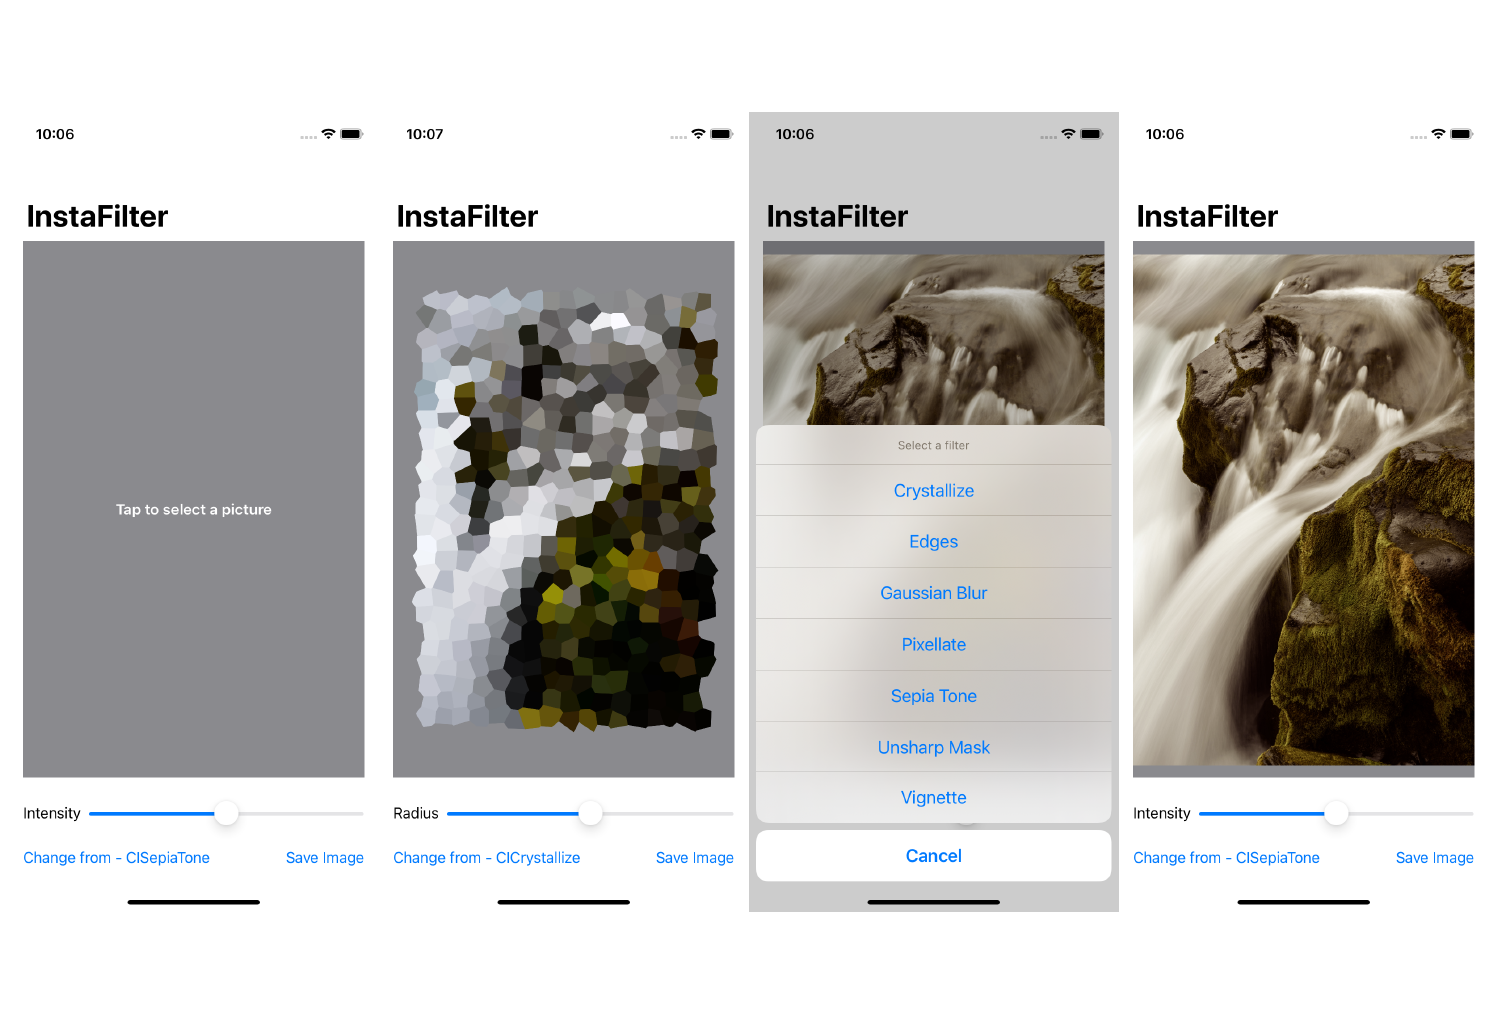 10:06
InstaFilter
Tap to select a picture
Intensity
Change from - CISepiaTone Save Image
10:07
InstaFilter
Radius
Change from - CICrystallize Save Image
10:06
InstaFilter
Select a filter
Crystallize
Edges
Gaussian Blur
Pixellate
Sepia Tone
Unsharp Mask
Vignette
Cancel
10:06
InstaFilter
Intensity
Change from - CISepiaTone Save Image